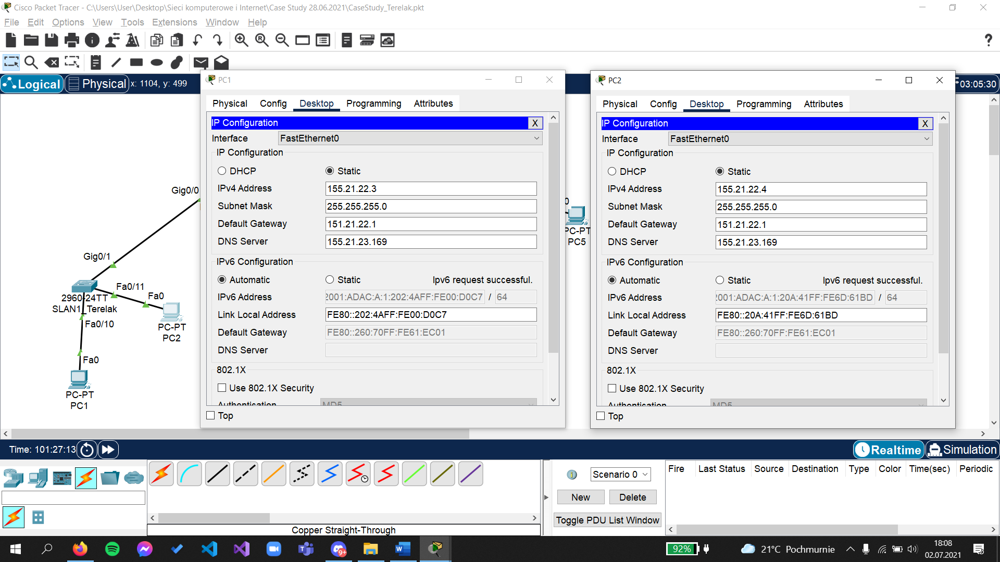 Cisco Packet Tracer - C:\Users\User\Desktop\Sieci komputerowe i Internet\Case Study 28.06.2021\CaseStudy_Terelak.pkt
File Edit Options View Tools Extensions Window Help
Logical Physical x: 1104, y: 499
03:05:30
PC1
Physical Config Desktop Programming Attributes
IP Configuration X
Interface FastEthernet0
IP Configuration
DHCP Static
IPv4 Address 155.21.22.3
Subnet Mask 255.255.255.0
Default Gateway 151.21.22.1
DNS Server 155.21.23.169
IPv6 Configuration
Automatic Static Ipv6 request successful.
IPv6 Address 2001:ADAC:A:1:202:4AFF:FE00:D0C7 / 64
Link Local Address FE80::202:4AFF:FE00:D0C7
Default Gateway FE80::260:70FF:FE61:EC01
DNS Server
802.1X
Use 802.1X Security
Authentication MD5
Top
PC2
Physical Config Desktop Programming Attributes
IP Configuration X
Interface FastEthernet0
IP Configuration
DHCP Static
IPv4 Address 155.21.22.4
Subnet Mask 255.255.255.0
Default Gateway 151.21.22.1
DNS Server 155.21.23.169
IPv6 Configuration
Automatic Static Ipv6 request successful.
IPv6 Address 2001:ADAC:A:1:20A:41FF:FE6D:61BD / 64
Link Local Address FE80::20A:41FF:FE6D:61BD
Default Gateway FE80::260:70FF:FE61:EC01
DNS Server
802.1X
Use 802.1X Security
Authentication MD5
Top
Gig0/0
Gig0/1
Fa0/11
Fa0
2960-24TT
SLAN1_Terelak
Fa0/10
PC-PT
PC2
Fa0
PC-PT
PC1
0
PC-PT
PC5
Time: 101:27:13
Realtime Simulation
Scenario 0
New Delete
Toggle PDU List Window
Fire Last Status Source Destination Type Color Time(sec) Periodic
Copper Straight-Through
9+
92%
21°C Pochmurnie
18:08
02.07.2021